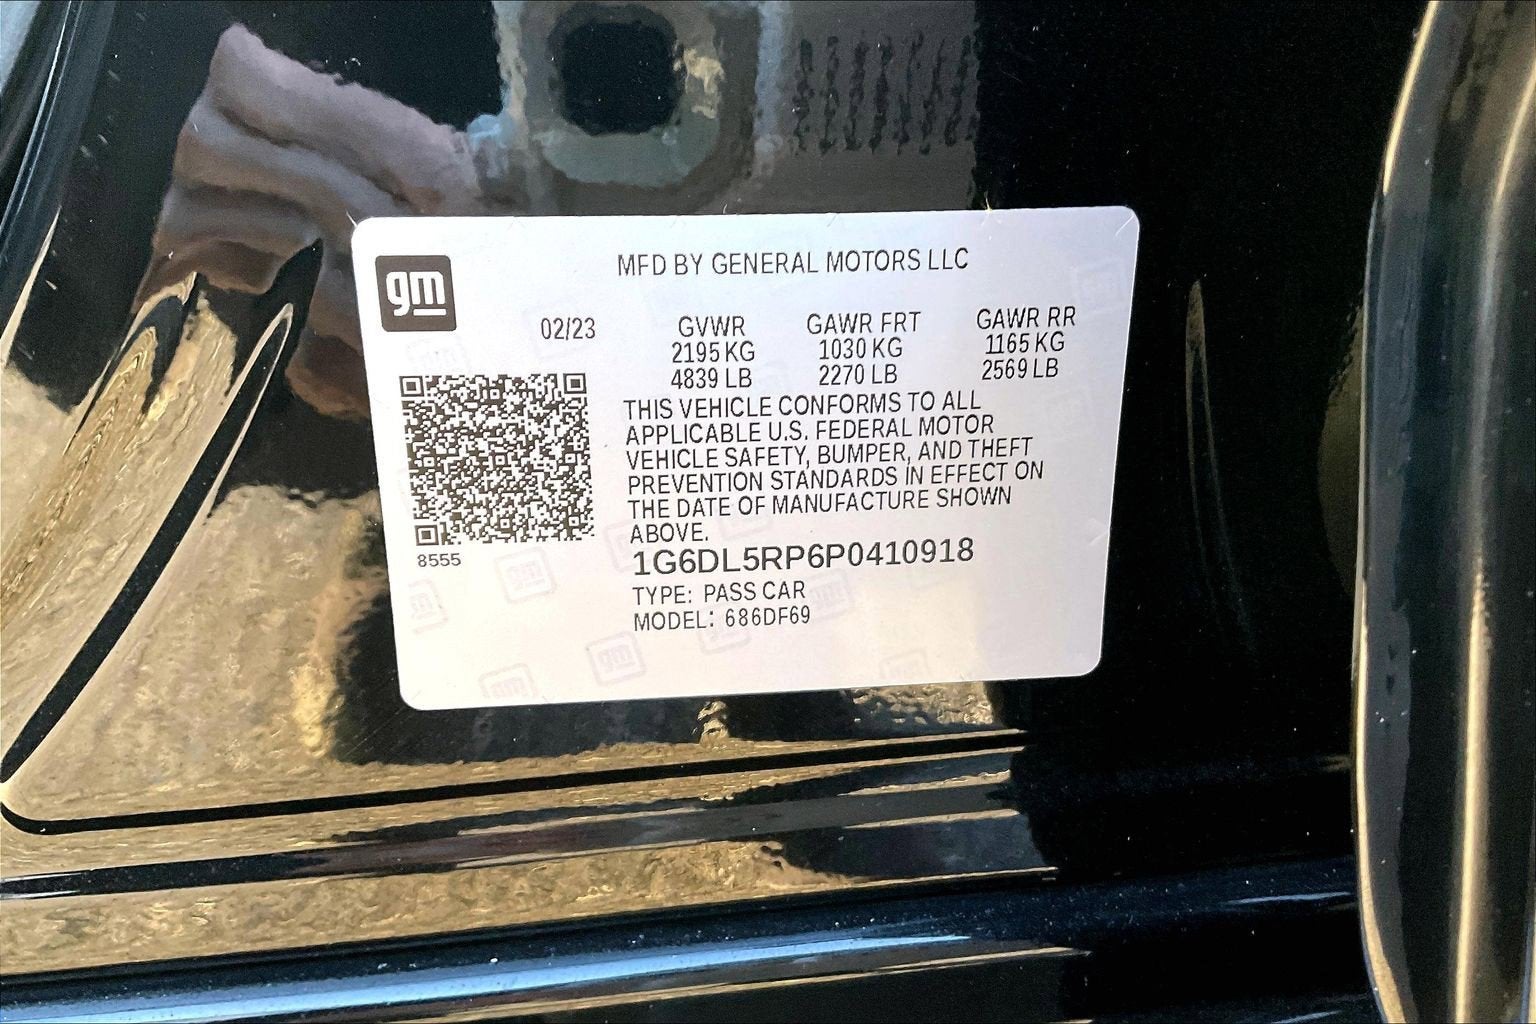 gm
MFD BY GENERAL MOTORS LLC
02/23
GVWR GAWR FRT GAWR RR
2195 KG 1030 KG 1165 KG
4839 LB 2270 LB 2569 LB
THIS VEHICLE CONFORMS TO ALL
APPLICABLE U.S. FEDERAL MOTOR
VEHICLE SAFETY, BUMPER, AND THEFT
PREVENTION STANDARDS IN EFFECT ON
THE DATE OF MANUFACTURE SHOWN
ABOVE.
8555
1G6DL5RP6P0410918
TYPE: PASS CAR
MODEL: 686DF69